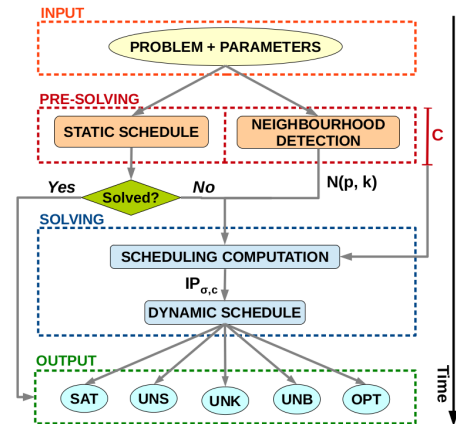 INPUT
PROBLEM + PARAMETERS
PRE-SOLVING
STATIC SCHEDULE
NEIGHBOURHOOD
DETECTION
C
Yes
No
N(p, k)
Solved?
SOLVING
SCHEDULING COMPUTATION
IPσ,c
DYNAMIC SCHEDULE
OUTPUT
SAT
UNS
UNK
UNB
OPT
Time